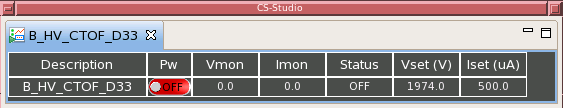 CS-Studio
B_HV_CTOF_D33
Description Pw Vmon Imon Status Vset (V) Iset (uA)
B_HV_CTOF_D33 OFF 0.0 0.0 OFF 1974.0 500.0